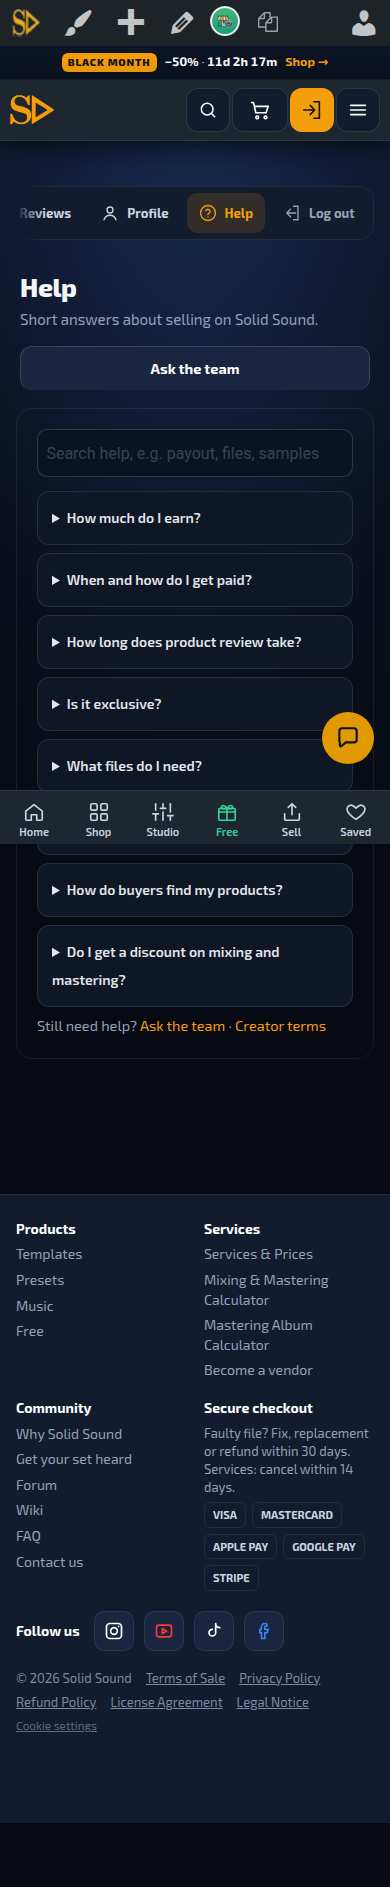 BLACK MONTH −50% · 11d 2h 17m Shop →
Reviews Profile Help Log out
Help
Short answers about selling on Solid Sound.
Ask the team
Search help, e.g. payout, files, samples
How much do I earn?
When and how do I get paid?
How long does product review take?
Is it exclusive?
What files do I need?
Home Shop Studio Free Sell Saved
How do buyers find my products?
Do I get a discount on mixing and
mastering?
Still need help? Ask the team · Creator terms
Products
Templates
Presets
Music
Free
Services
Services & Prices
Mixing & Mastering
Calculator
Mastering Album
Calculator
Become a vendor
Community
Why Solid Sound
Get your set heard
Forum
Wiki
FAQ
Contact us
Secure checkout
Faulty file? Fix, replacement
or refund within 30 days.
Services: cancel within 14
days.
VISA MASTERCARD
APPLE PAY GOOGLE PAY
STRIPE
Follow us
© 2026 Solid Sound Terms of Sale Privacy Policy
Refund Policy License Agreement Legal Notice
Cookie settings